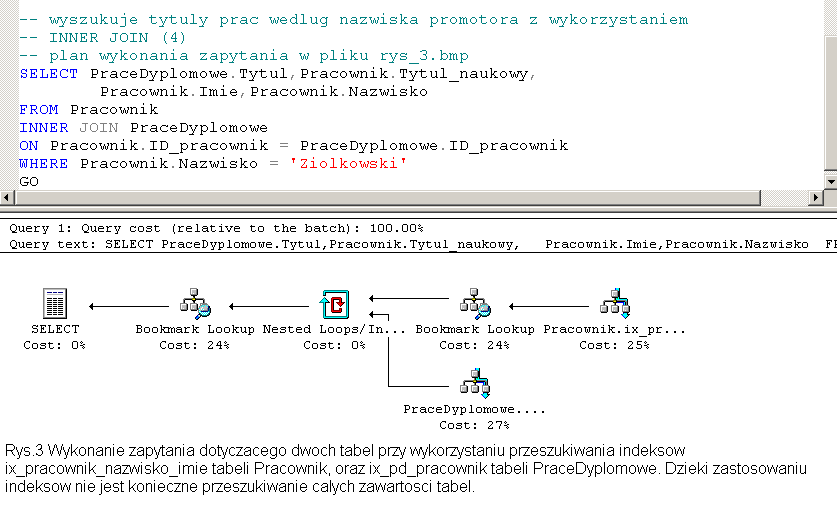 -- wyszukuje tytuly prac wedlug nazwiska promotora z wykorzystaniem
-- INNER JOIN (4)
-- plan wykonania zapytania w pliku rys_3.bmp
SELECT PraceDyplomowe.Tytul,Pracownik.Tytul_naukowy,
Pracownik.Imie,Pracownik.Nazwisko
FROM Pracownik
INNER JOIN PraceDyplomowe
ON Pracownik.ID_pracownik = PraceDyplomowe.ID_pracownik
WHERE Pracownik.Nazwisko = 'Ziolkowski'
GO
Query 1: Query cost (relative to the batch): 100.00%
Query text: SELECT PraceDyplomowe.Tytul,Pracownik.Tytul_naukowy, Pracownik.Imie,Pracownik.Nazwisko FR
SELECT Bookmark Lookup Nested Loops/In... Bookmark Lookup Pracownik.ix_pr...
Cost: 0% Cost: 24% Cost: 0% Cost: 24% Cost: 25%
PraceDyplomowe....
Cost: 27%
Rys.3 Wykonanie zapytania dotyczacego dwoch tabel przy wykorzystaniu przeszukiwania indeksow
ix_pracownik_nazwisko_imie tabeli Pracownik, oraz ix_pd_pracownik tabeli PraceDyplomowe. Dzieki zastosowaniu
indeksow nie jest konieczne przeszukiwanie calych zawartosci tabel.